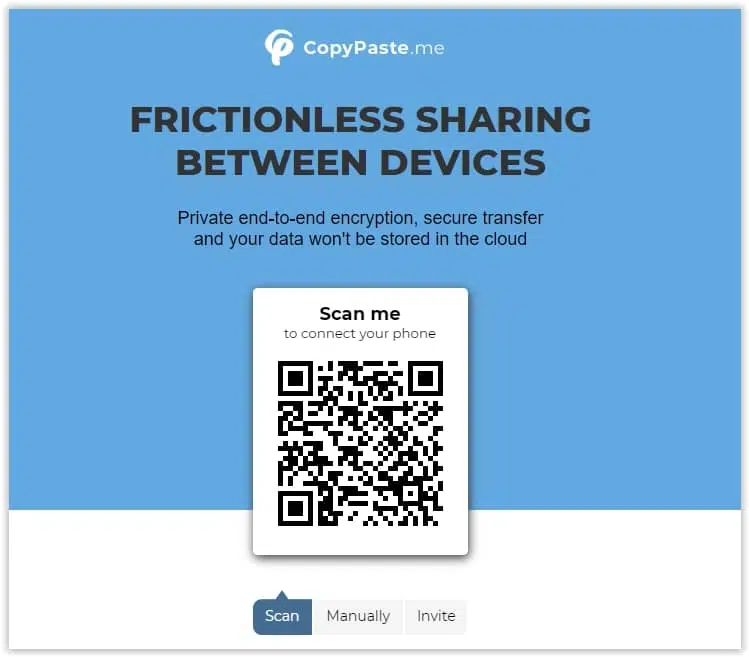 CopyPaste.me
FRICTIONLESS SHARING
BETWEEN DEVICES
Private end-to-end encryption, secure transfer
and your data won't be stored in the cloud
Scan me
to connect your phone
Scan Manually Invite